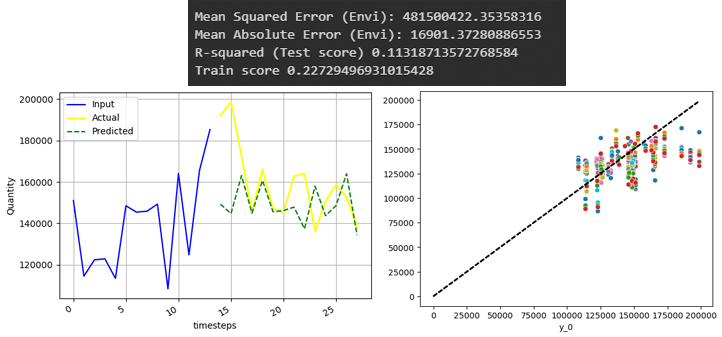 Mean Squared Error (Envi): 481500422.35358316
Mean Absolute Error (Envi): 16901.37280886553
R-squared (Test score) 0.11318713572768584
Train score 0.22729496931015428
Input
Actual
Predicted
Quantity
200000
180000
160000
140000
120000
0
5
10
15
20
25
timesteps
200000
175000
150000
125000
100000
75000
50000
25000
0
0 25000 50000 75000 100000 125000 150000 175000 200000
y_0